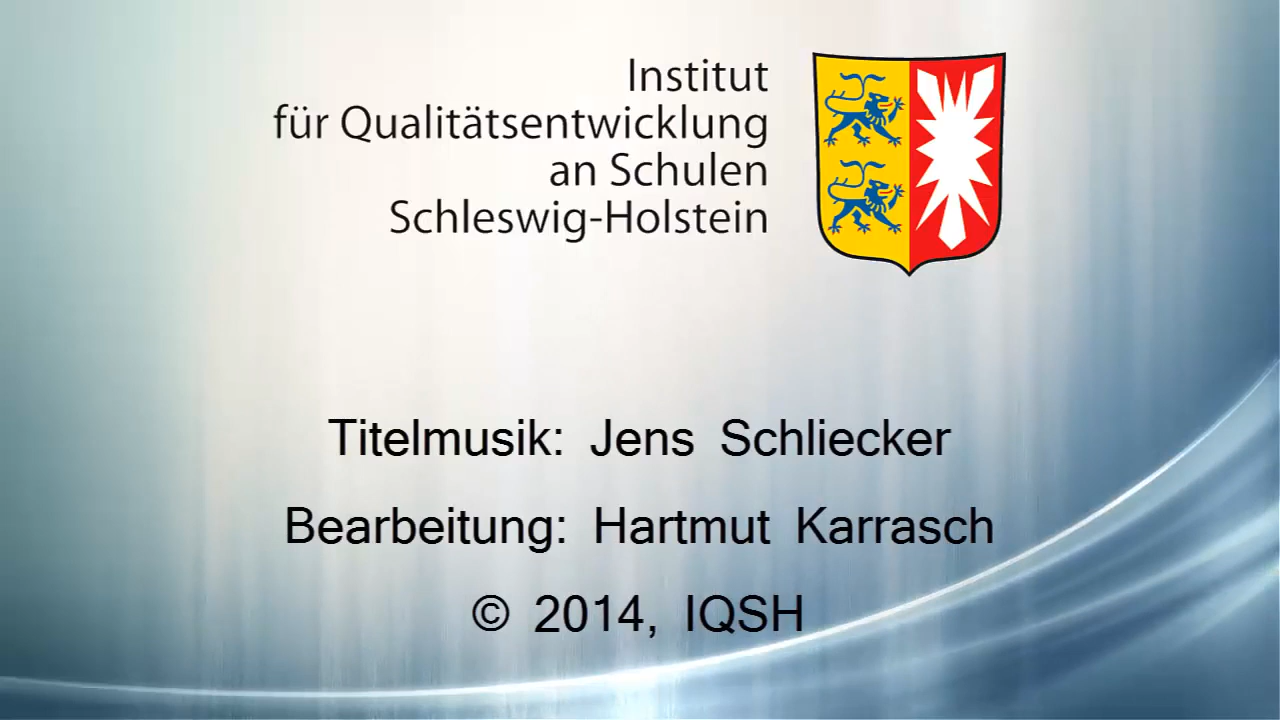 Institut
für Qualitätsentwicklung
an Schulen
Schleswig-Holstein
Titelmusik: Jens Schliecker
Bearbeitung: Hartmut Karrasch
© 2014, IQSH